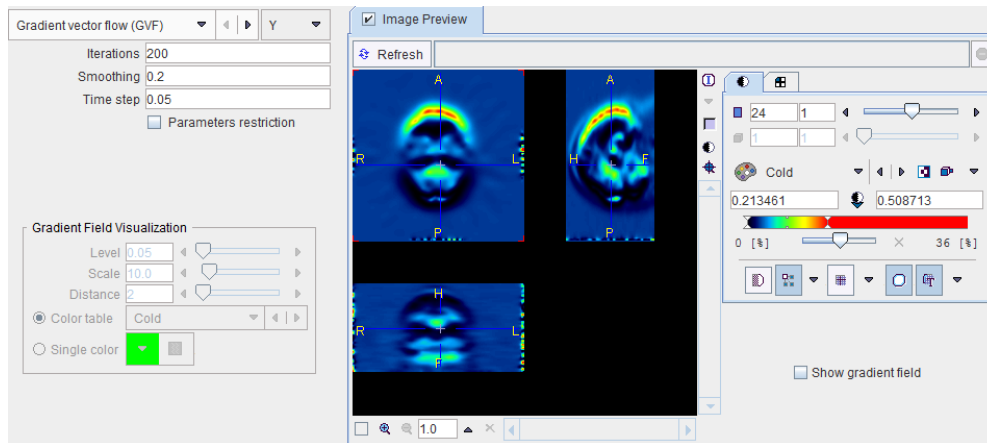 Gradient vector flow (GVF)
Y
Iterations 200
Smoothing 0.2
Time step 0.05
Parameters restriction
Gradient Field Visualization
Level 0.05
Scale 10.0
Distance 2
Color table Cold
Single color
Image Preview
Refresh
A
R L
P
A
H F
P
H
R L
F
1.0
24 1
1 1
Cold
0.213461 0.508713
0 [%] 36 [%]
Show gradient field